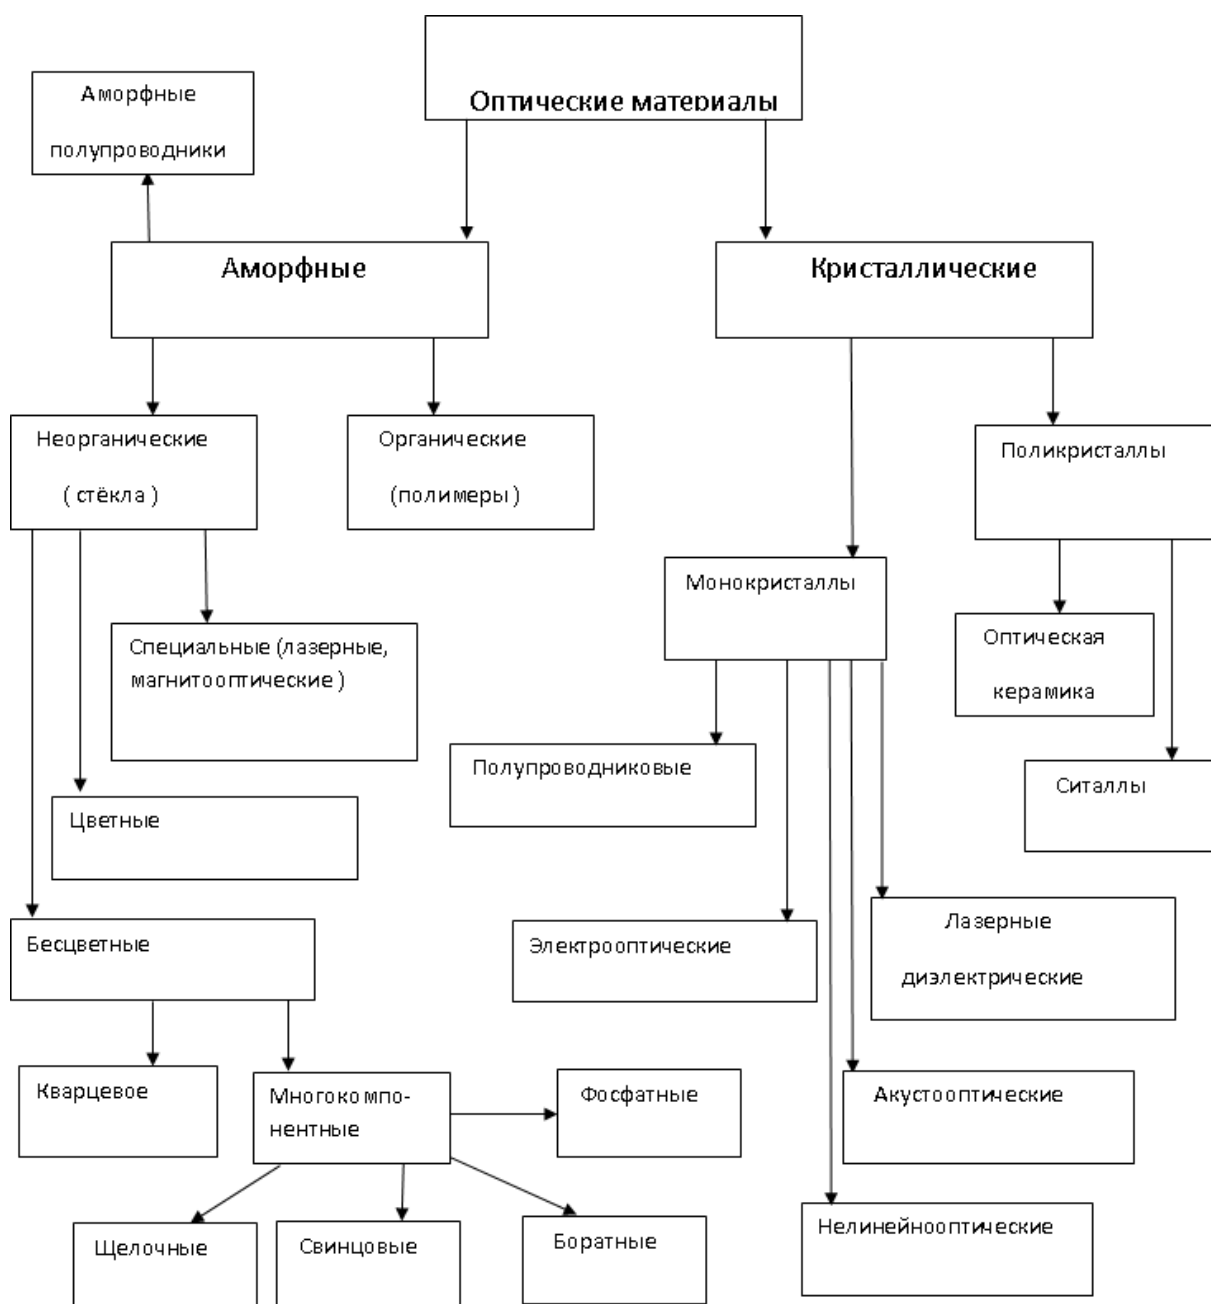 Оптические материалы
Аморфные
полупроводники
Аморфные
Кристаллические
Неорганические
( стёкла )
Органические
(полимеры )
Поликристаллы
Монокристаллы
Специальные (лазерные,
магнитооптические )
Оптическая
керамика
Полупроводниковые
Ситаллы
Цветные
Бесцветные
Электрооптические
Лазерные
диэлектрические
Кварцевое
Многокомпо-
нентные
Фосфатные
Акустооптические
Щелочные
Свинцовые
Боратные
Нелинейнооптические